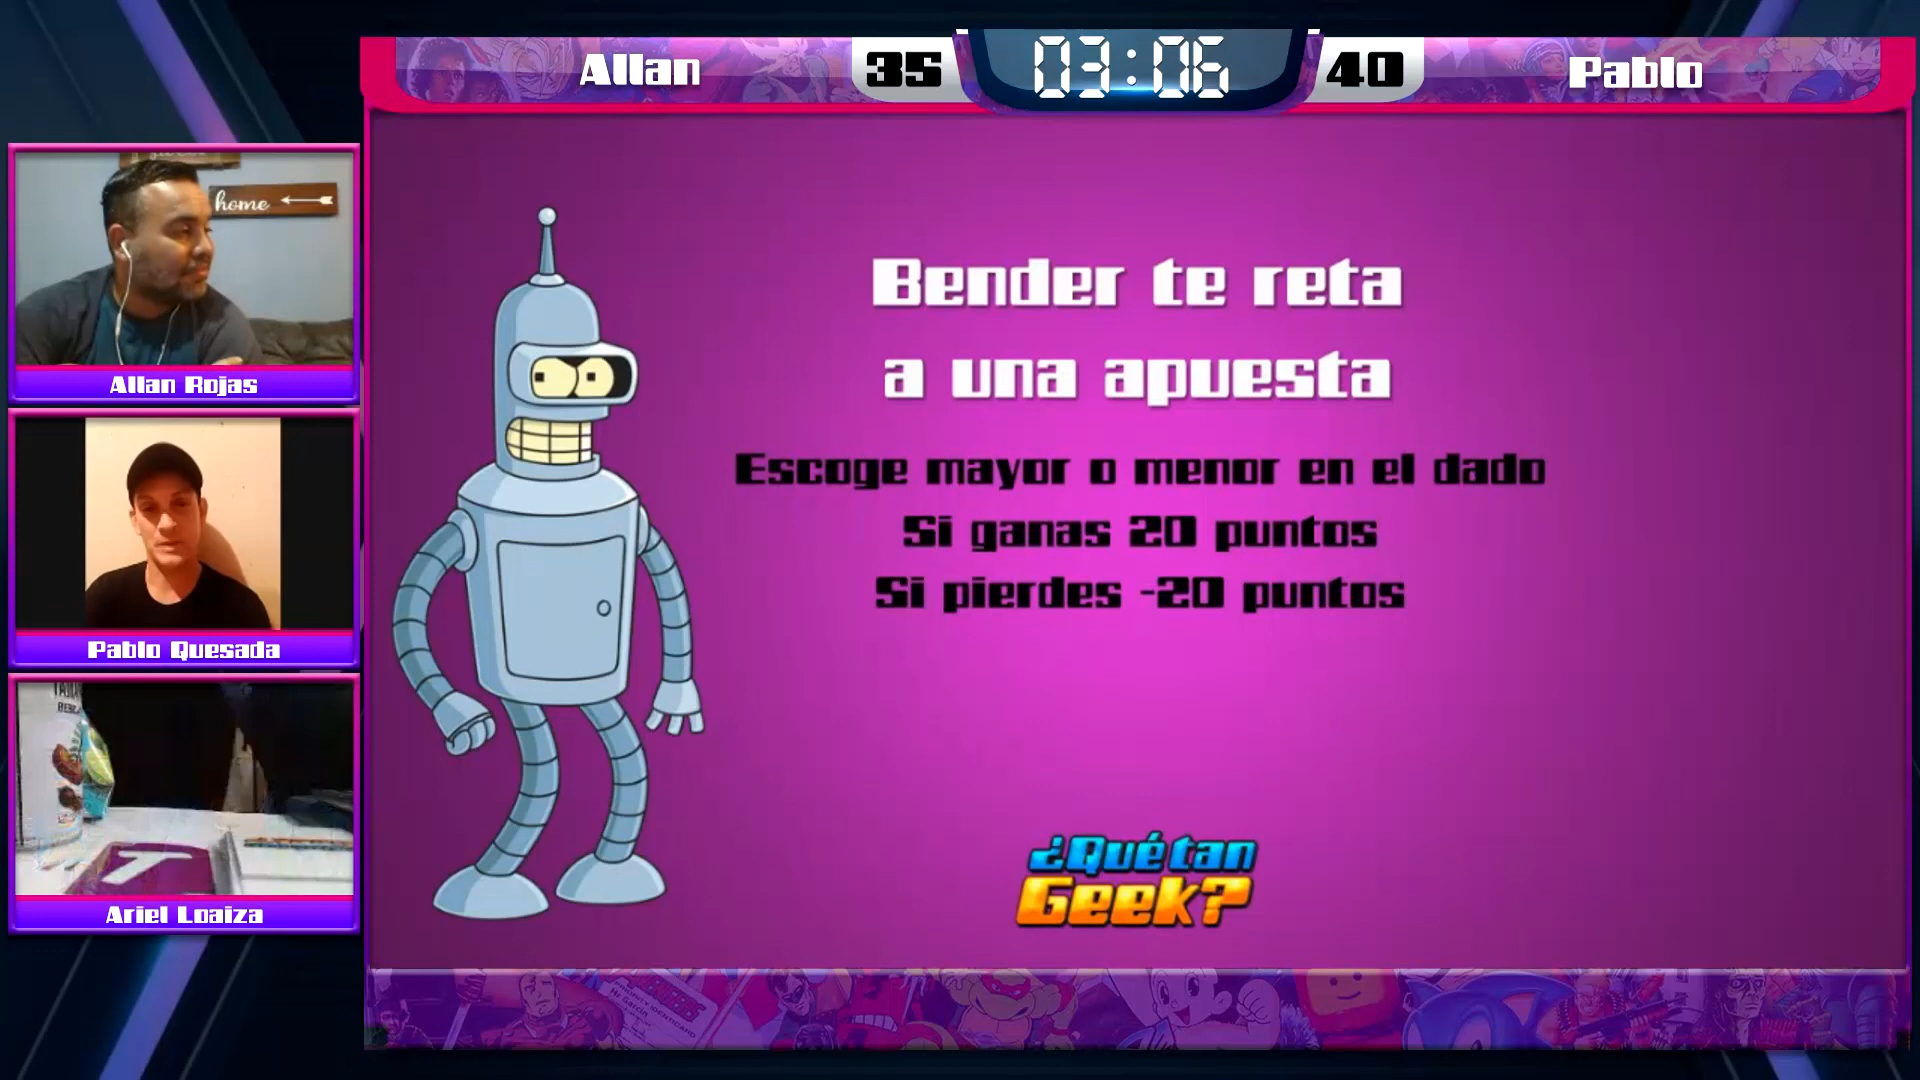 Allan
35
03:06
40
Pablo
home
Allan Rojas
Pablo Quesada
Ariel Loaiza
Bender te reta
a una apuesta
Escoge mayor o menor en el dado
Si ganas 20 puntos
Si pierdes -20 puntos
¿Qué tan
Geek?